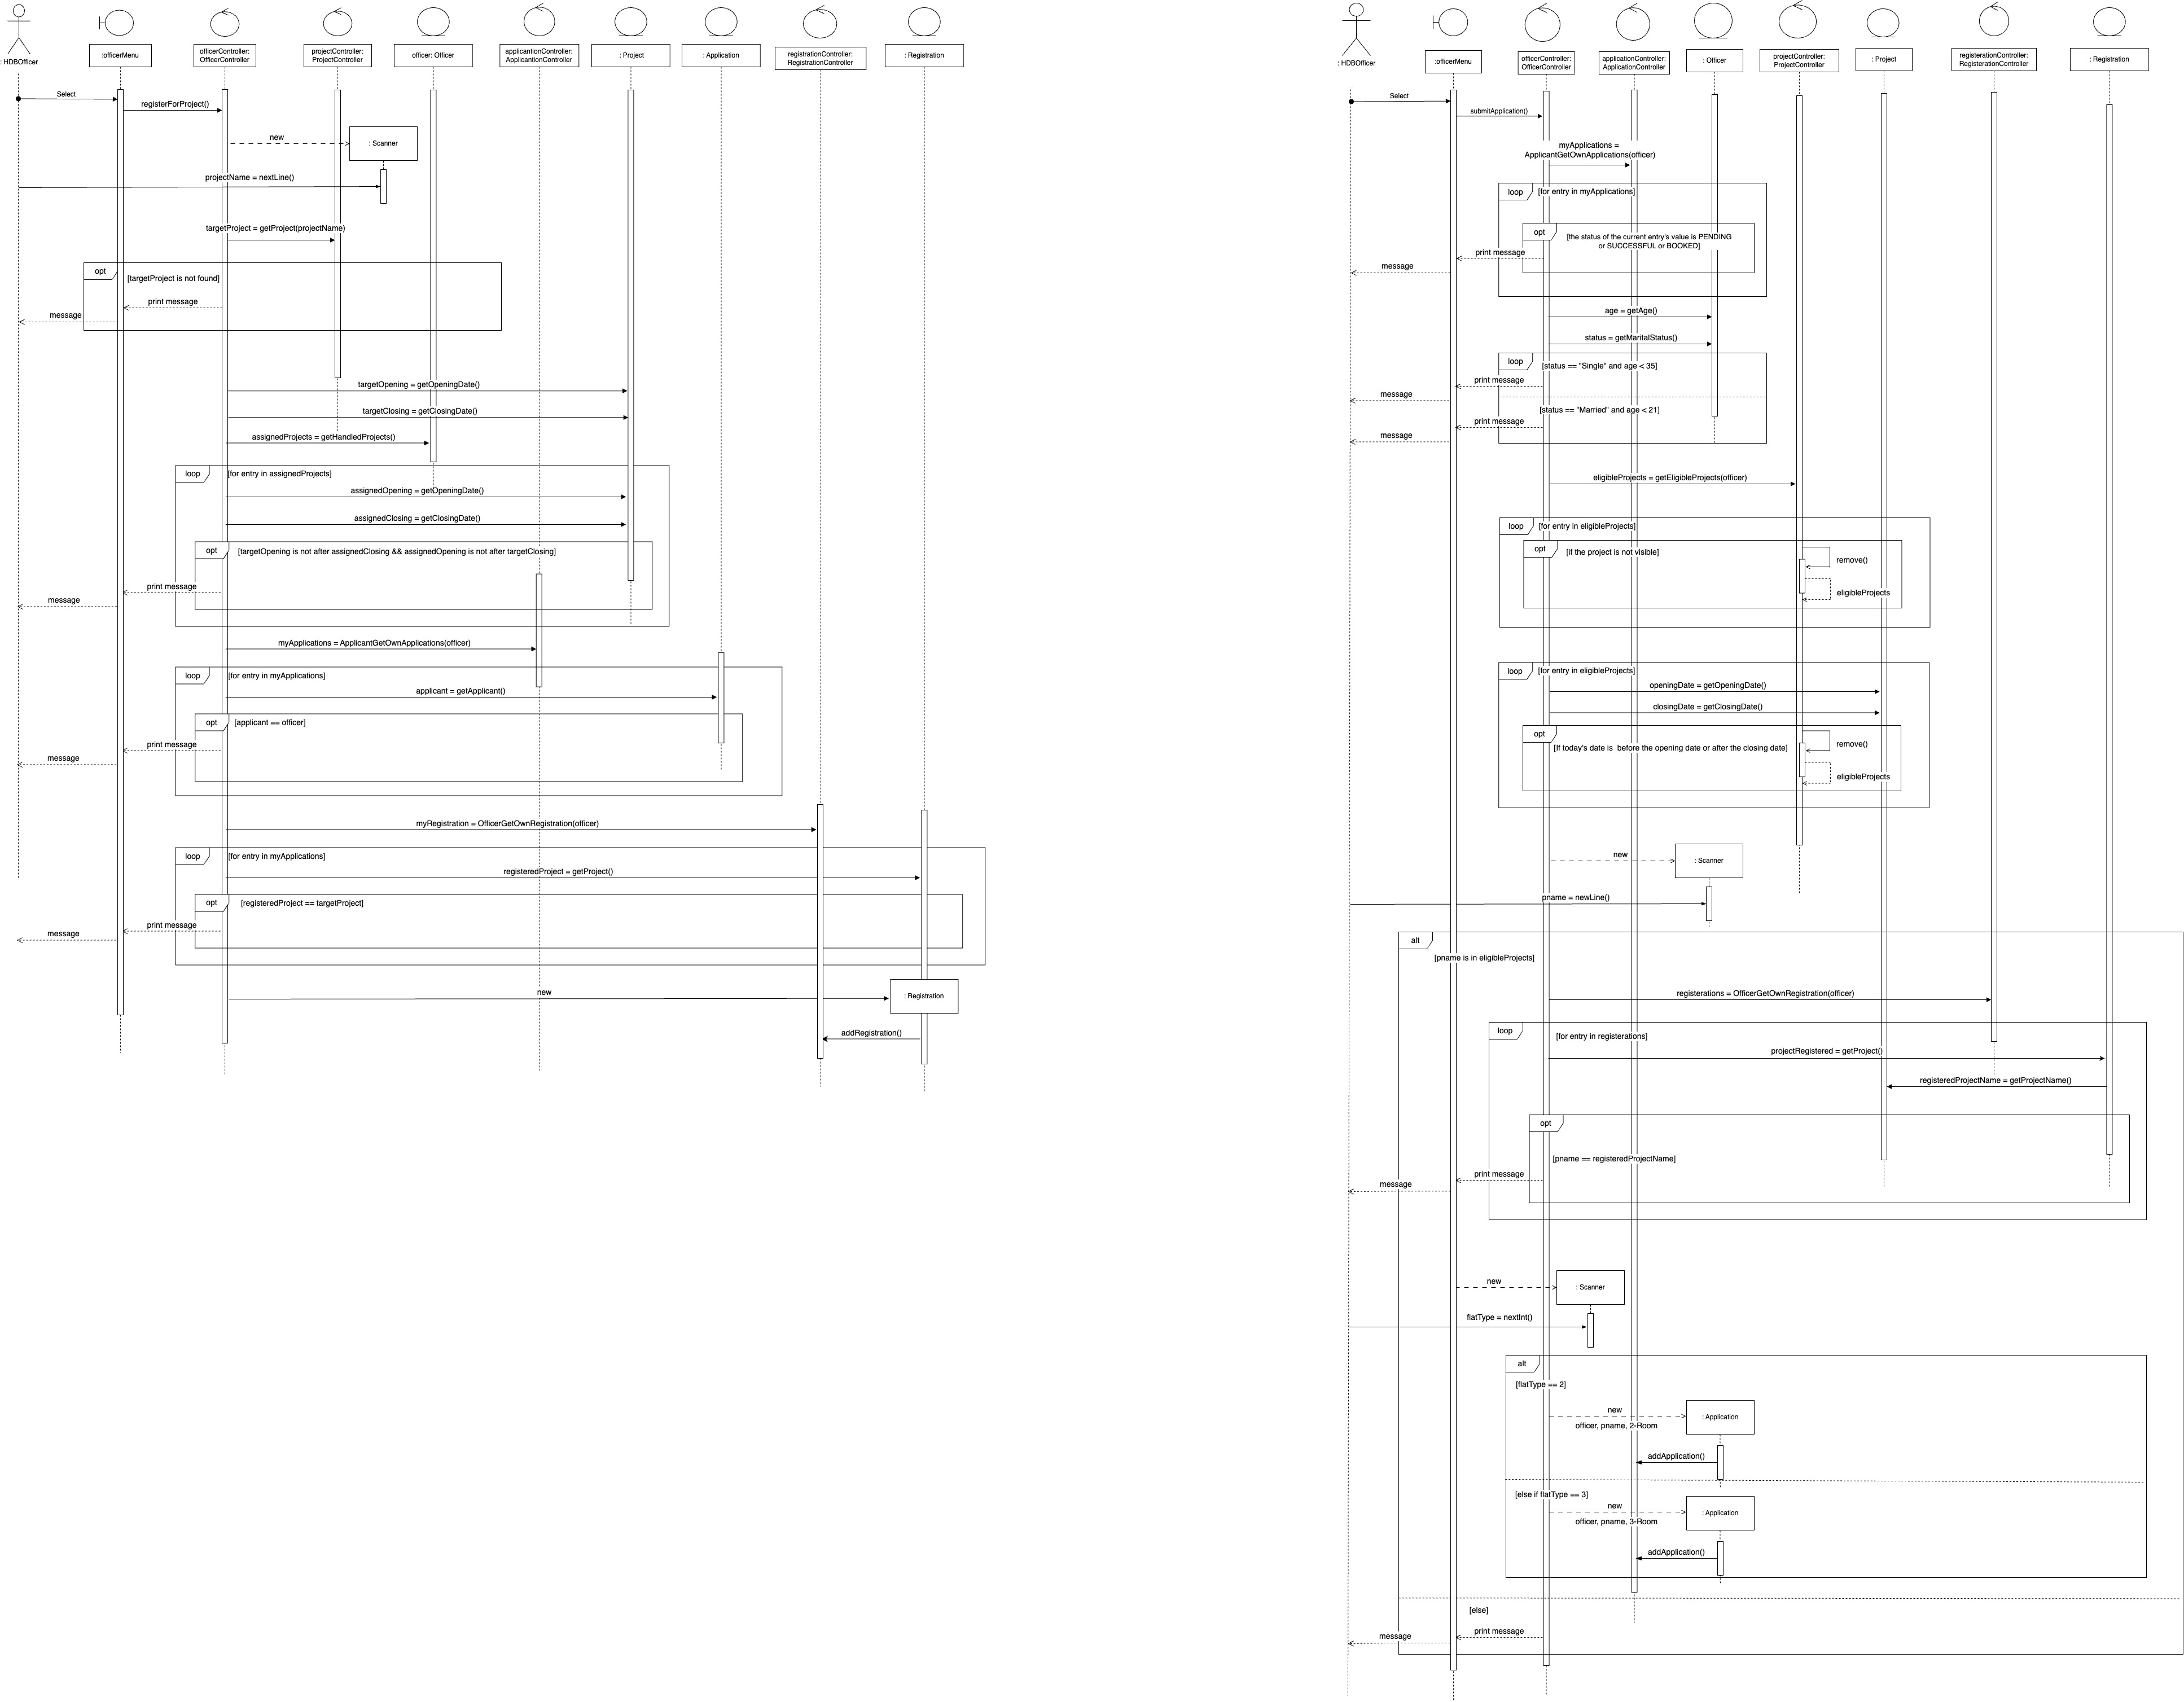 : HDBOfficer
:officerMenu
officerController:
OfficerController
projectController:
ProjectController
officer: Officer
applicantionController:
ApplicantionController
: Project
: Application
registrationController:
RegistrationController
: Registration
Select
registerForProject()
new
: Scanner
projectName = nextLine()
targetProject = getProject(projectName)
opt
[targetProject is not found]
print message
message
targetOpening = getOpeningDate()
targetClosing = getClosingDate()
assignedProjects = getHandledProjects()
loop
[for entry in assignedProjects]
assignedOpening = getOpeningDate()
assignedClosing = getClosingDate()
opt
[targetOpening is not after assignedClosing && assignedOpening is not after targetClosing]
print message
message
myApplications = ApplicantGetOwnApplications(officer)
loop
[for entry in myApplications]
applicant = getApplicant()
opt
[applicant == officer]
print message
message
myRegistration = OfficerGetOwnRegistration(officer)
loop
[for entry in myApplications]
registeredProject = getProject()
opt
[registeredProject == targetProject]
print message
message
new
: Registration
addRegistration()
: HDBOfficer
:officerMenu
officerController:
OfficerController
applicationController:
ApplicationController
: Officer
projectController:
ProjectController
: Project
registerationController:
RegisterationController
: Registration
Select
submitApplication()
myApplications =
ApplicantGetOwnApplications(officer)
loop
[for entry in myApplications]
opt
[the status of the current entry's value is PENDING
or SUCCESSFUL or BOOKED]
print message
message
age = getAge()
status = getMaritalStatus()
loop
[status == "Single" and age < 35]
print message
message
[status == "Married" and age < 21]
print message
message
eligibleProjects = getEligibleProjects(officer)
loop
[for entry in eligibleProjects]
opt
[if the project is not visible]
remove()
eligibleProjects
loop
[for entry in eligibleProjects]
openingDate = getOpeningDate()
closingDate = getClosingDate()
opt
[If today's date is before the opening date or after the closing date]
remove()
eligibleProjects
new
: Scanner
pname = newLine()
alt
[pname is in eligibleProjects]
registerations = OfficerGetOwnRegistration(officer)
loop
[for entry in registerations]
projectRegistered = getProject()
registeredProjectName = getProjectName()
opt
[pname == registeredProjectName]
print message
message
new
: Scanner
flatType = nextInt()
alt
[flatType == 2]
new
officer, pname, 2-Room
: Application
addApplication()
[else if flatType == 3]
new
officer, pname, 3-Room
: Application
addApplication()
[else]
print message
message